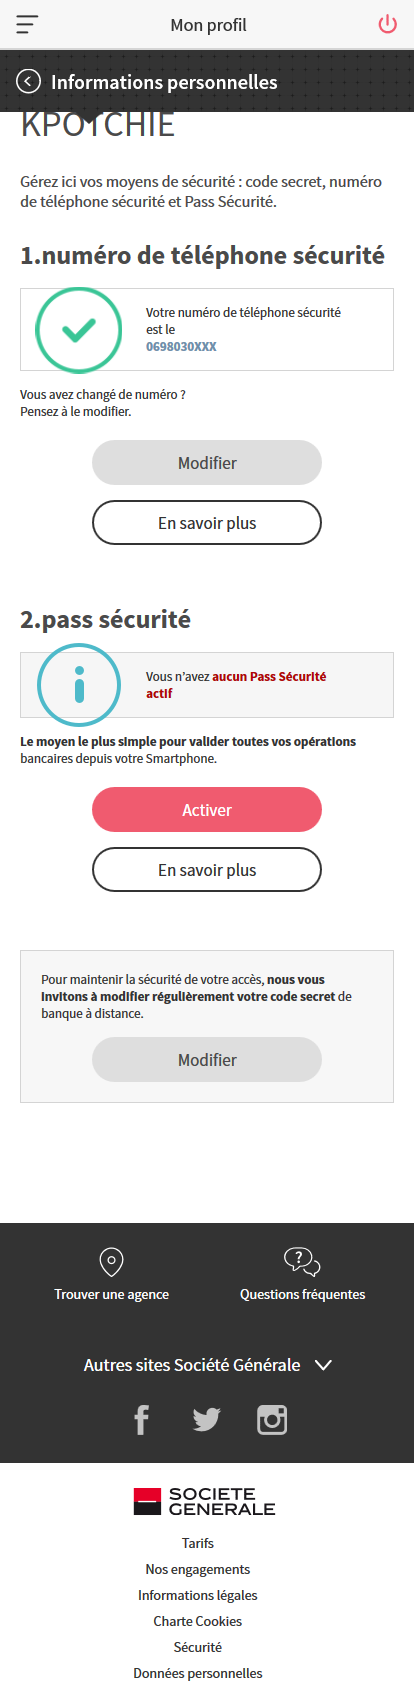 Mon profil
Informations personnelles
KPOTCHIE
Gérez ici vos moyens de sécurité : code secret, numéro
de téléphone sécurité et Pass Sécurité.
1.numéro de téléphone sécurité
Votre numéro de téléphone sécurité
est le
0698030XXX
Vous avez changé de numéro ?
Pensez à le modifier.
Modifier
En savoir plus
2.pass sécurité
Vous n'avez aucun Pass Sécurité
actif
Le moyen le plus simple pour valider toutes vos opérations
bancaires depuis votre Smartphone.
Activer
En savoir plus
Pour maintenir la sécurité de votre accès, nous vous
invitons à modifier régulièrement votre code secret de
banque à distance.
Modifier
Trouver une agence
Questions fréquentes
Autres sites Société Générale
SOCIETE
GENERALE
Tarifs
Nos engagements
Informations légales
Charte Cookies
Sécurité
Données personnelles